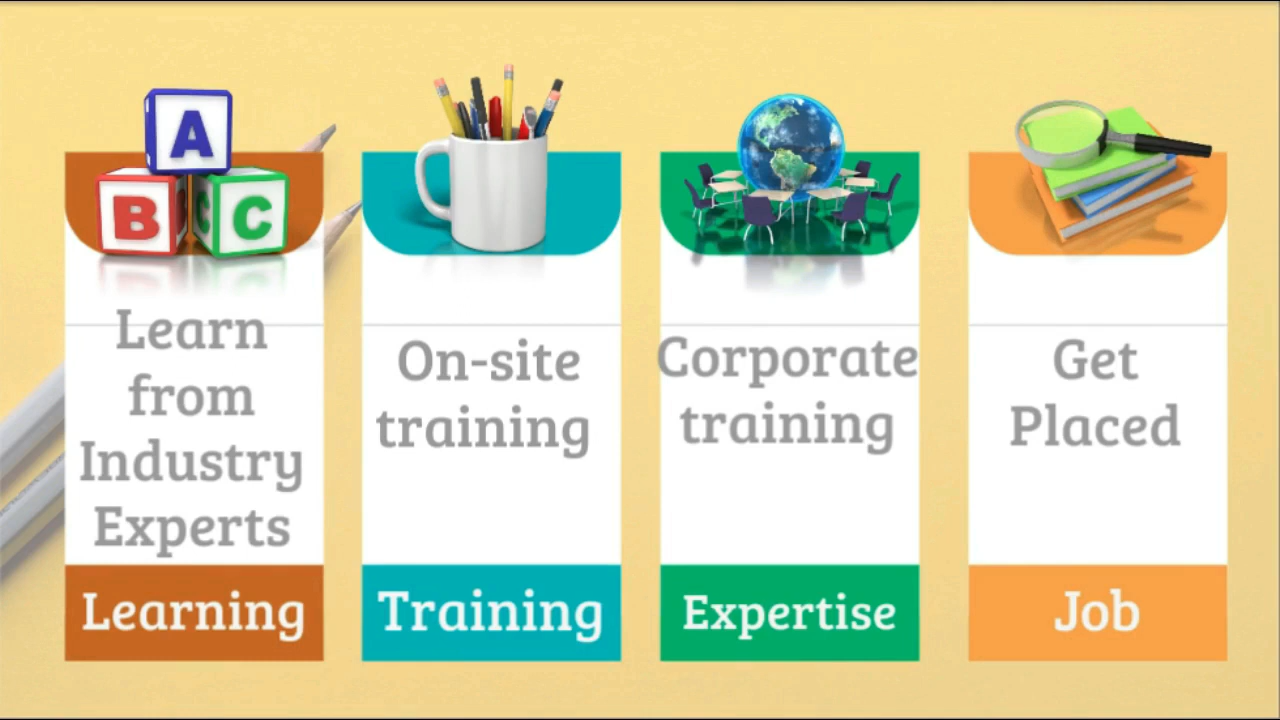 A
B C
Learn
from
Industry
Experts
Learning
On-site
training
Training
Corporate
training
Expertise
Get
Placed
Job